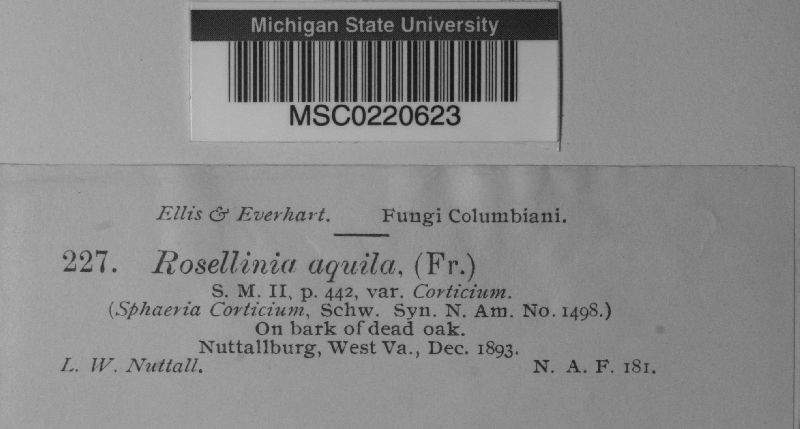 Michigan State University
MSC0220623
Ellis & Everhart. Fungi Columbiani.
227. Rosellinia aquila, (Fr.)
S. M. II, p. 442, var. Corticium.
(Sphaeria Corticium, Schw. Syn. N. Am. No. 1498.)
On bark of dead oak.
Nuttallburg, West Va., Dec. 1893.
L. W. Nuttall. N. A. F. 181.